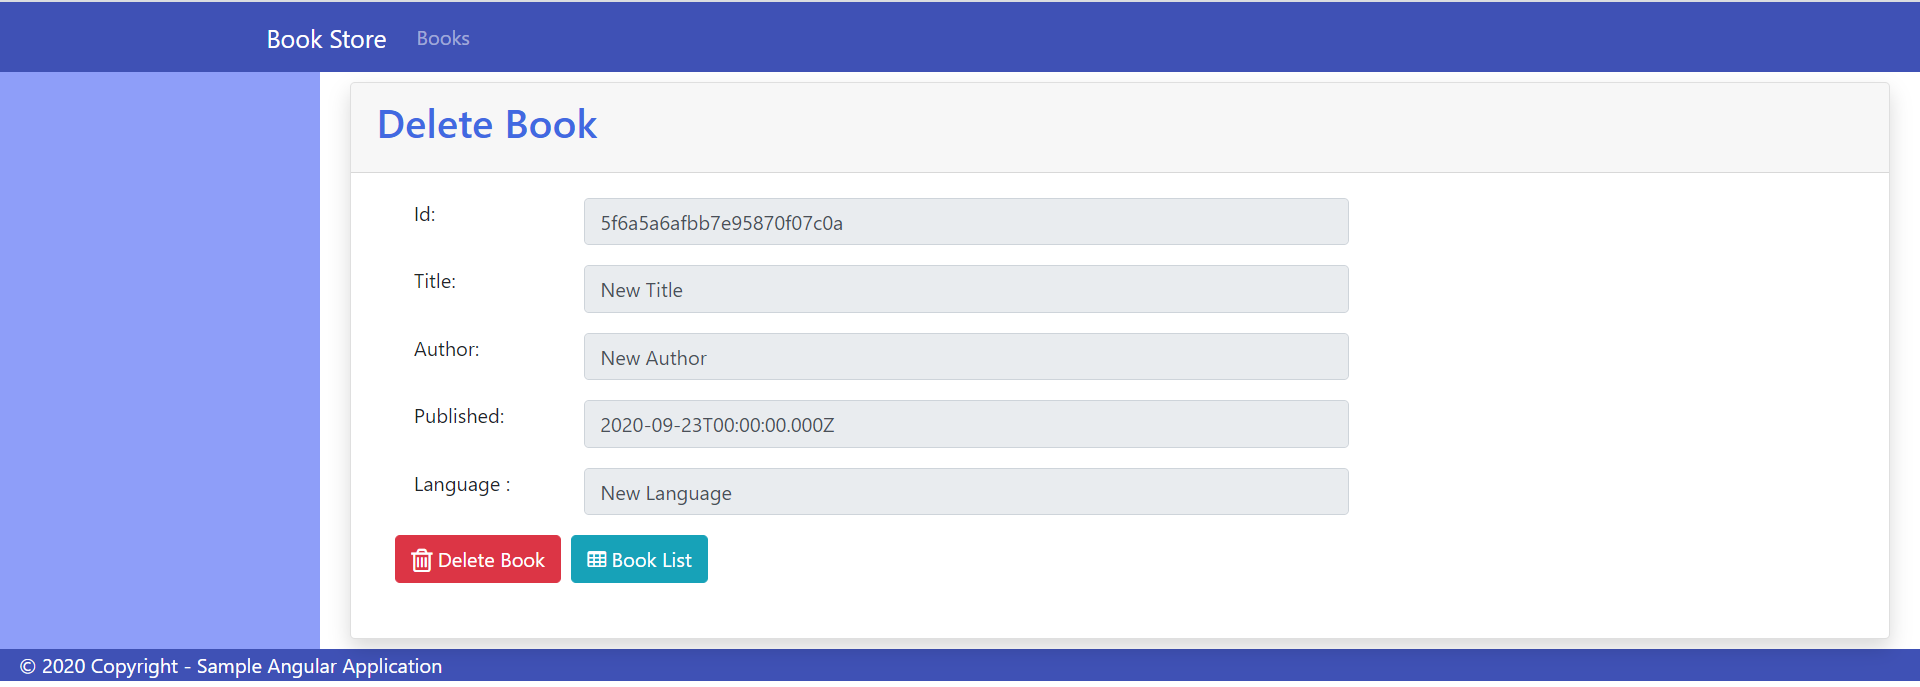 Book Store Books
Delete Book
Id: 5f6a5a6afbb7e95870f07c0a
Title: New Title
Author: New Author
Published: 2020-09-23T00:00:00.000Z
Language : New Language
Delete Book Book List
© 2020 Copyright - Sample Angular Application